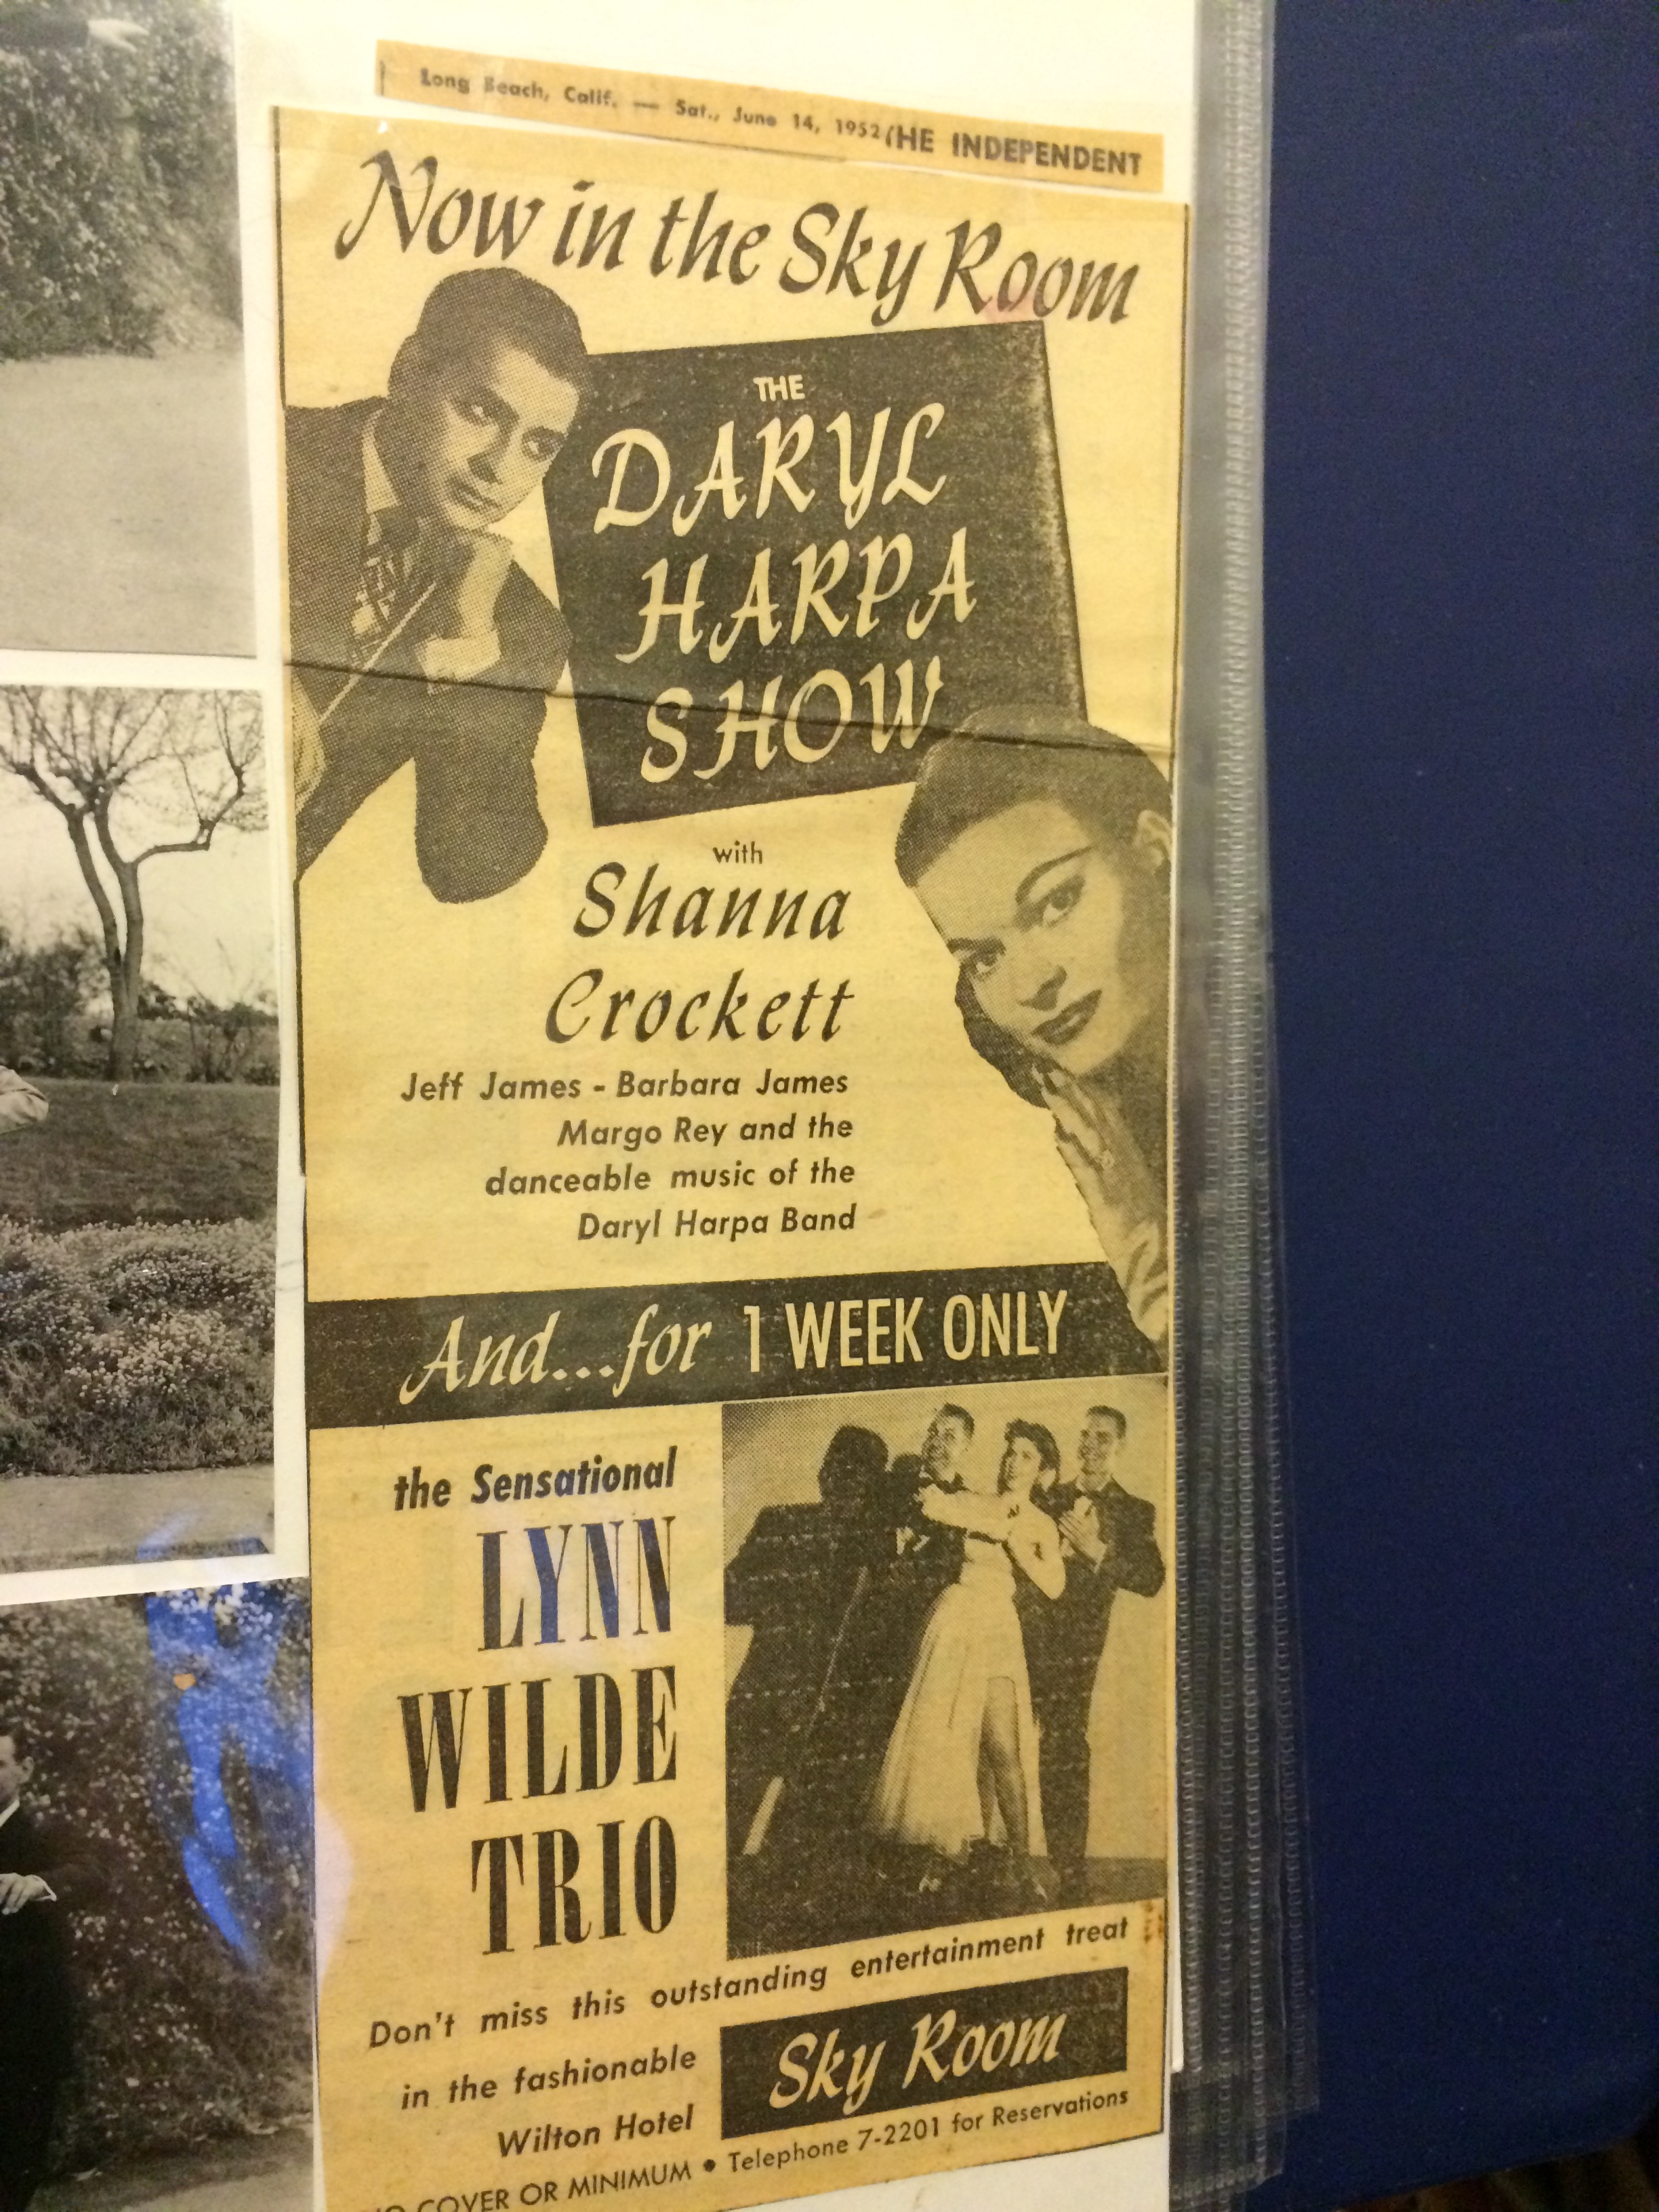 Long Beach, Calif. — Sat., June 14, 1952
HE INDEPENDENT
Now in the Sky Room
THE
DARYL
HARPA
SHOW
with
Shanna
Crockett
Jeff James - Barbara James
Margo Rey and the
danceable music of the
Daryl Harpa Band
And...for 1 WEEK ONLY
the Sensational
LYNN
WILDE
TRIO
Don't miss this outstanding entertainment treat
in the fashionable
Wilton Hotel
Sky Room
COVER OR MINIMUM • Telephone 7-2201 for Reservations